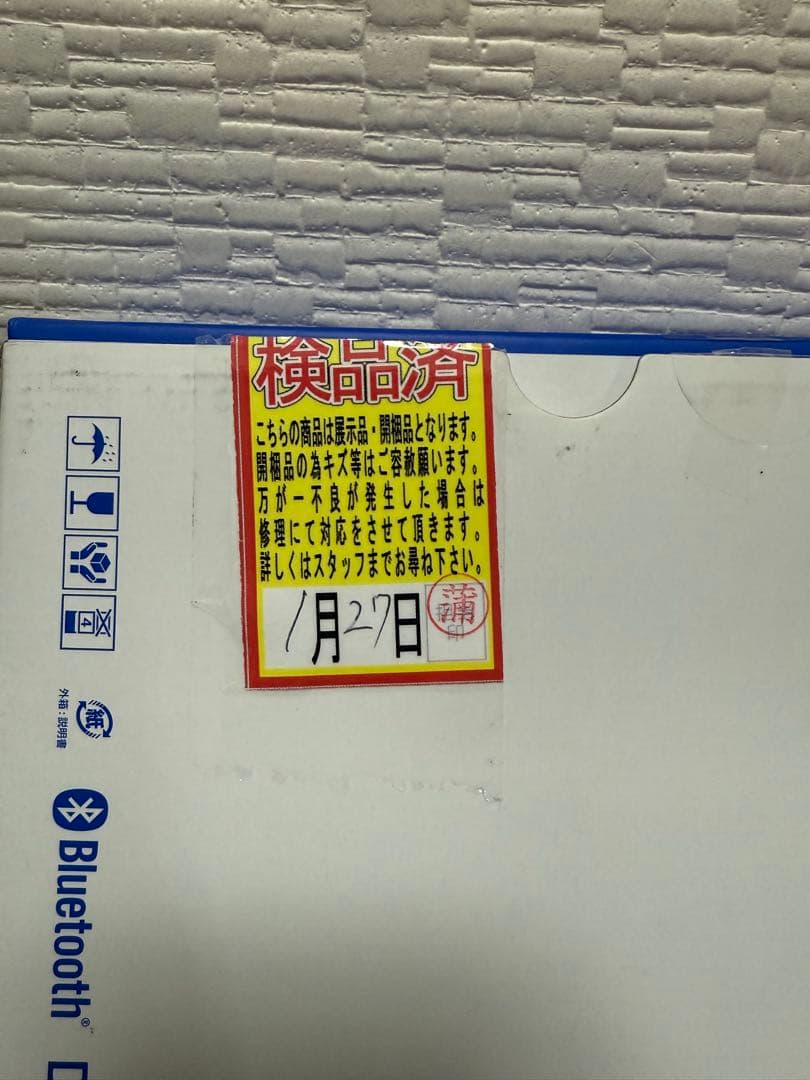 検品済
こちらの商品は展示品・開梱品となります。
開梱品の為キズ等はご容赦願います。
万が一不良が発生した場合は
修理にて対応をさせて頂きます。
詳しくはスタッフまでお尋ね下さい。
1月27日
蒲
4
紙
外箱:説明書
Bluetooth®